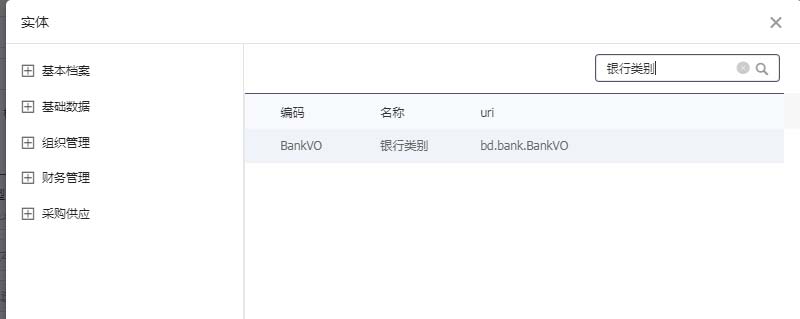 实体
基本档案
基础数据
组织管理
财务管理
采购供应
银行类别
编码 名称 uri
BankVO 银行类别 bd.bank.BankVO